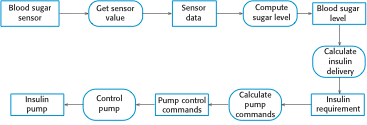 Blood sugar
sensor
Get sensor
value
Sensor
data
Compute
sugar level
Blood sugar
level
Calculate
insulin
delivery
Insulin
requirement
Calculate
pump
commands
Pump control
commands
Control
pump
Insulin
pump